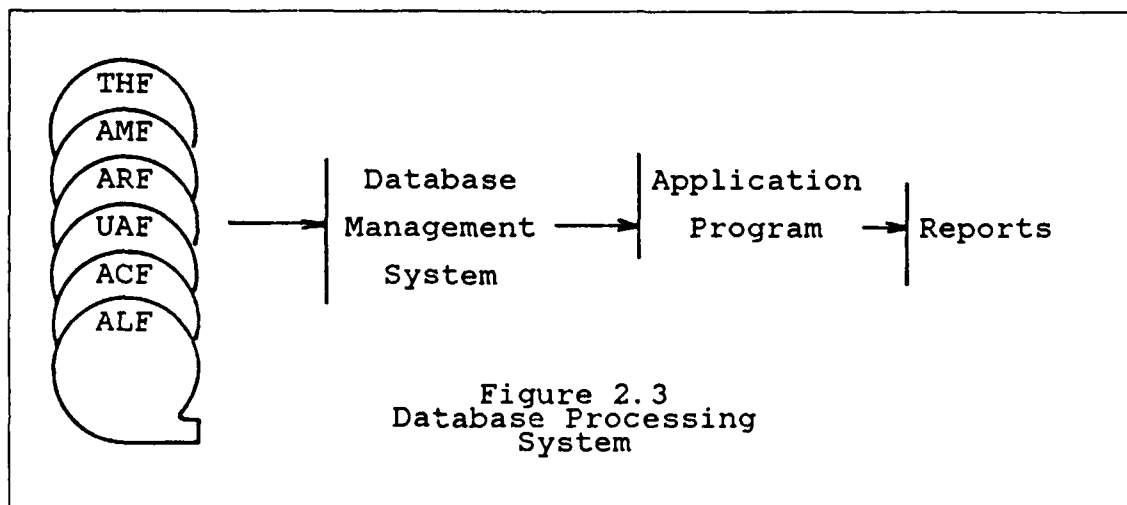 THF
AMF
ARF
UAF
ACF
ALF
Database
Management
System
Application
Program
Reports
Figure 2.3
Database Processing
System